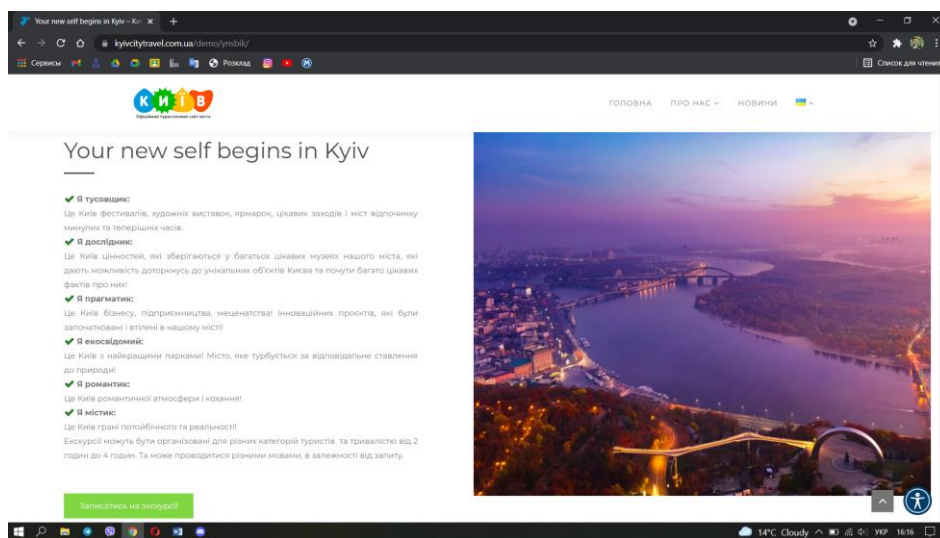 Your new self begins in Kyiv – Ki
kyivcitytravel.com.ua/demo/ynsbik/
Сервисы
Розклад
Список для чтения
КИЇВ
Офіційний туристичний сайт міста
ГОЛОВНА ПРО НАС НОВИНИ
Your new self begins in Kyiv
Я тусовщик:
Це Київ фестивалів, художніх виставок, ярмарок, цікавих заходів і міст відпочинку
минулих та теперішніх часів.
Я дослідник:
Це Київ цінностей, які зберігаються у багатьох цікавих музеях нашого міста, які
дають можливість доторкнусь до унікальних об'єктів Києва та почути багато цікавих
фактів про них!
Я прагматик:
Це Київ бізнесу, підприємництва, меценатства! Інноваційних проєктів, які були
започатковані і втілені в нашому місті!
Я екосвідомий:
Це Київ з найкращими парками! Місто, яке турбується за відповідальне ставлення
до природи!
Я романтик:
Це Київ романтичної атмосфери і кохання!
Я містик:
Це Київ грані потойбічного та реальності!
Екскурсії можуть бути організовані для різних категорій туристів та тривалістю від 2
годин до 4 годин. Та може проводитися різними мовами, в залежності від запиту.
Записатись на экскурсії
14°C Cloudy УКР 16:16